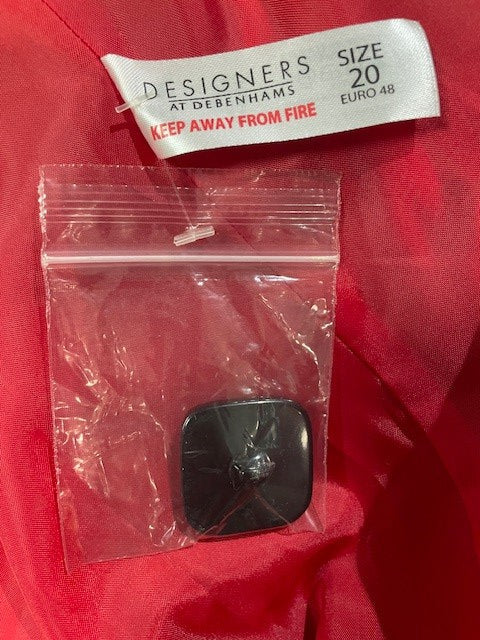 DESIGNERS
AT DEBENHAMS
KEEP AWAY FROM FIRE
SIZE
20
EURO 48